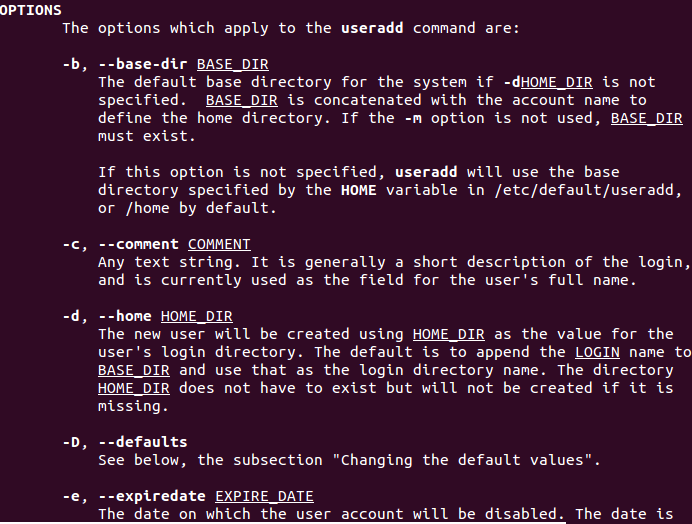 OPTIONS
The options which apply to the useradd command are:
-b, --base-dir BASE_DIR
The default base directory for the system if -dHOME_DIR is not
specified.  BASE_DIR is concatenated with the account name to
define the home directory. If the -m option is not used, BASE_DIR
must exist.
If this option is not specified, useradd will use the base
directory specified by the HOME variable in /etc/default/useradd,
or /home by default.
-c, --comment COMMENT
Any text string. It is generally a short description of the login,
and is currently used as the field for the user's full name.
-d, --home HOME_DIR
The new user will be created using HOME_DIR as the value for the
user's login directory. The default is to append the LOGIN name to
BASE_DIR and use that as the login directory name. The directory
HOME_DIR does not have to exist but will not be created if it is
missing.
-D, --defaults
See below, the subsection "Changing the default values".
-e, --expiredate EXPIRE_DATE
The date on which the user account will be disabled. The date is